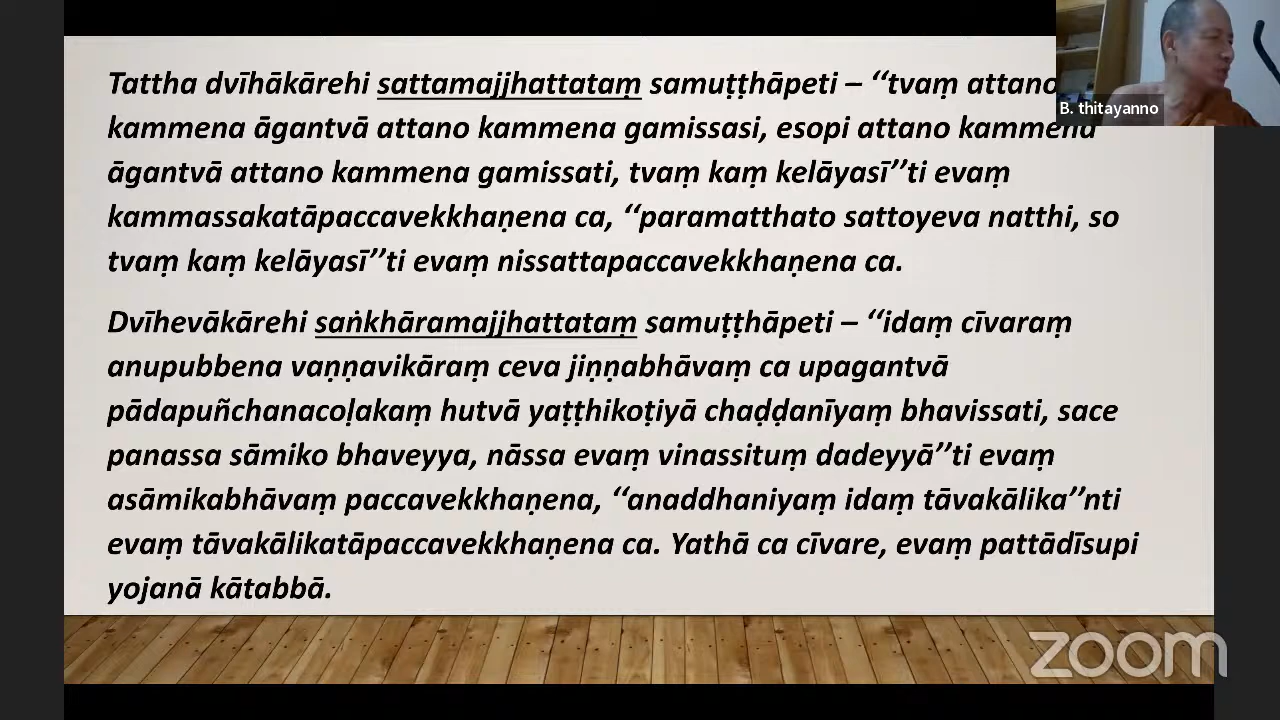 Tattha dvīhākārehi sattamajjhattataṃ samuṭṭhāpeti – ‘‘tvaṃ attano
kammena āgantvā attano kammena gamissasi, esopi attano kammena
āgantvā attano kammena gamissati, tvaṃ kaṃ kelāyasī’’ti evaṃ
kammassakatāpaccavekkhaṇena ca, ‘‘paramatthato sattoyeva natthi, so
tvaṃ kaṃ kelāyasī’’ti evaṃ nissattapaccavekkhaṇena ca.
Dvīhevākārehi saṅkhāramajjhattataṃ samuṭṭhāpeti – ‘‘idaṃ cīvaraṃ
anupubbena vaṇṇavikāraṃ ceva jiṇṇabhāvaṃ ca upagantvā
pādapuñchanacoḷakaṃ hutvā yaṭṭhikoṭiyā chaḍḍanīyaṃ bhavissati, sace
panassa sāmiko bhaveyya, nāssa evaṃ vinassituṃ dadeyyā’’ti evaṃ
asāmikabhāvaṃ paccavekkhaṇena, ‘‘anaddhaniyaṃ idaṃ tāvakālika’’nti
evaṃ tāvakālikatāpaccavekkhaṇena ca. Yathā ca cīvare, evaṃ pattādīsupi
yojanā kātabbā.
B. thitayanno
zoom